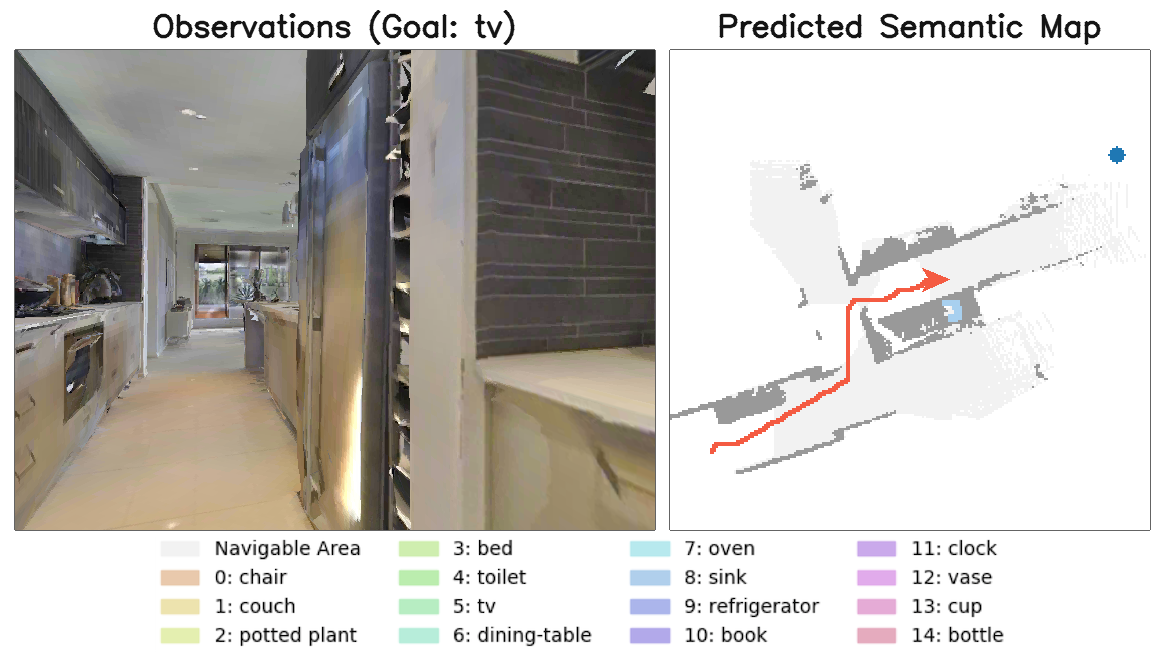 Observations (Goal: tv)
Predicted Semantic Map
Navigable Area
0: chair
1: couch
2: potted plant
3: bed
4: toilet
5: tv
6: dining-table
7: oven
8: sink
9: refrigerator
10: book
11: clock
12: vase
13: cup
14: bottle